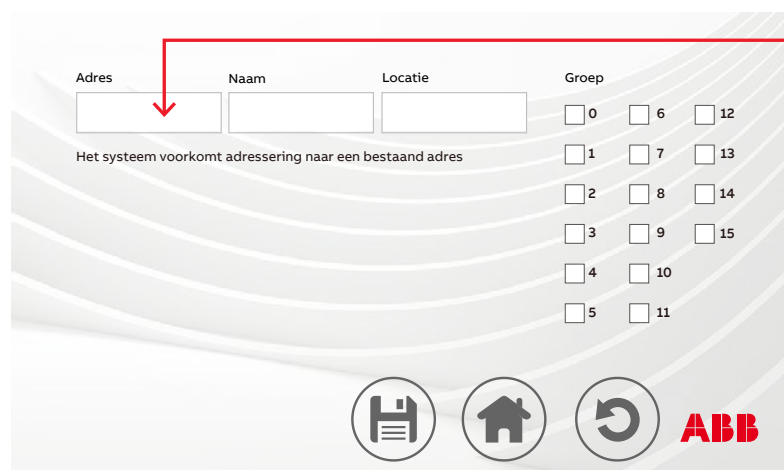 Adres Naam Locatie Groep
0 6 12
Het systeem voorkomt adressering naar een bestaand adres
1 7 13
2 8 14
3 9 15
4 10
5 11
ABB